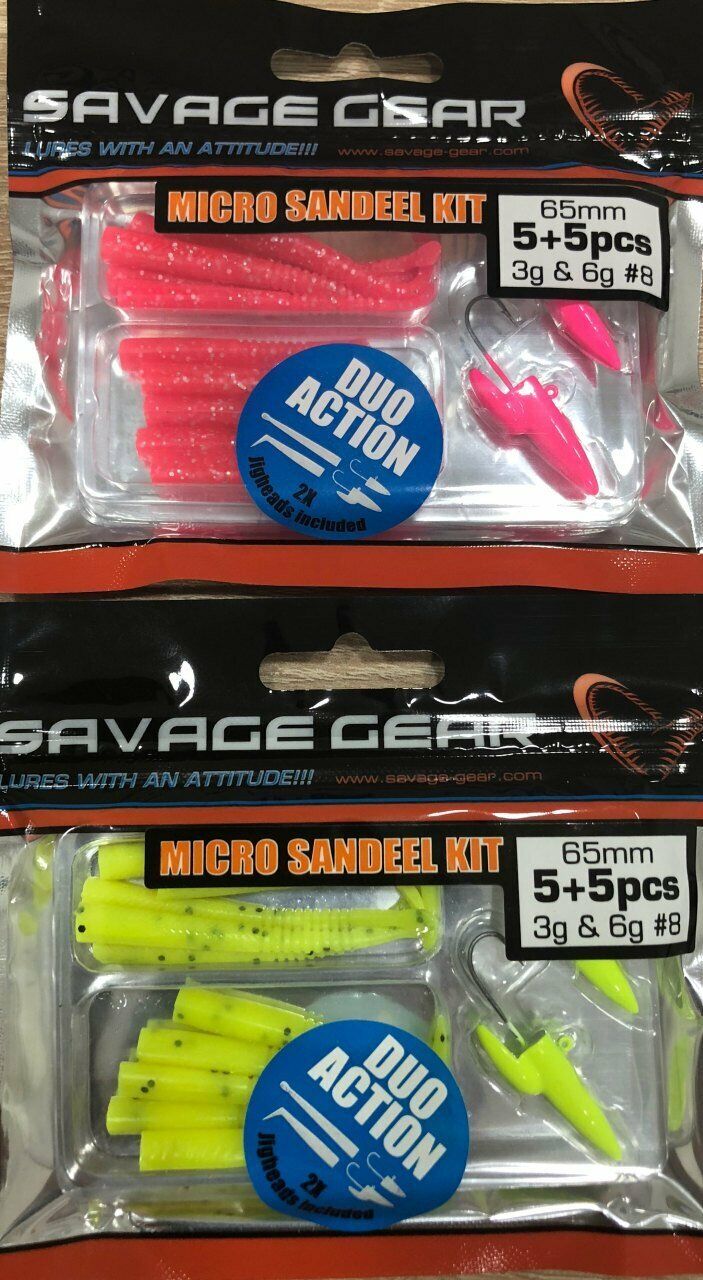 SAVAGE GEAR
LURES WITH AN ATTITUDE!!! www.savage-gear.com
MICRO SANDEEL KIT
65mm
5+5pcs
3g & 6g #8
DUO
ACTION
2X
Jigheads included
SAVAGE GEAR
LURES WITH AN ATTITUDE!!! www.savage-gear.com
MICRO SANDEEL KIT
65mm
5+5pcs
3g & 6g #8
DUO
ACTION
2X
Jigheads included